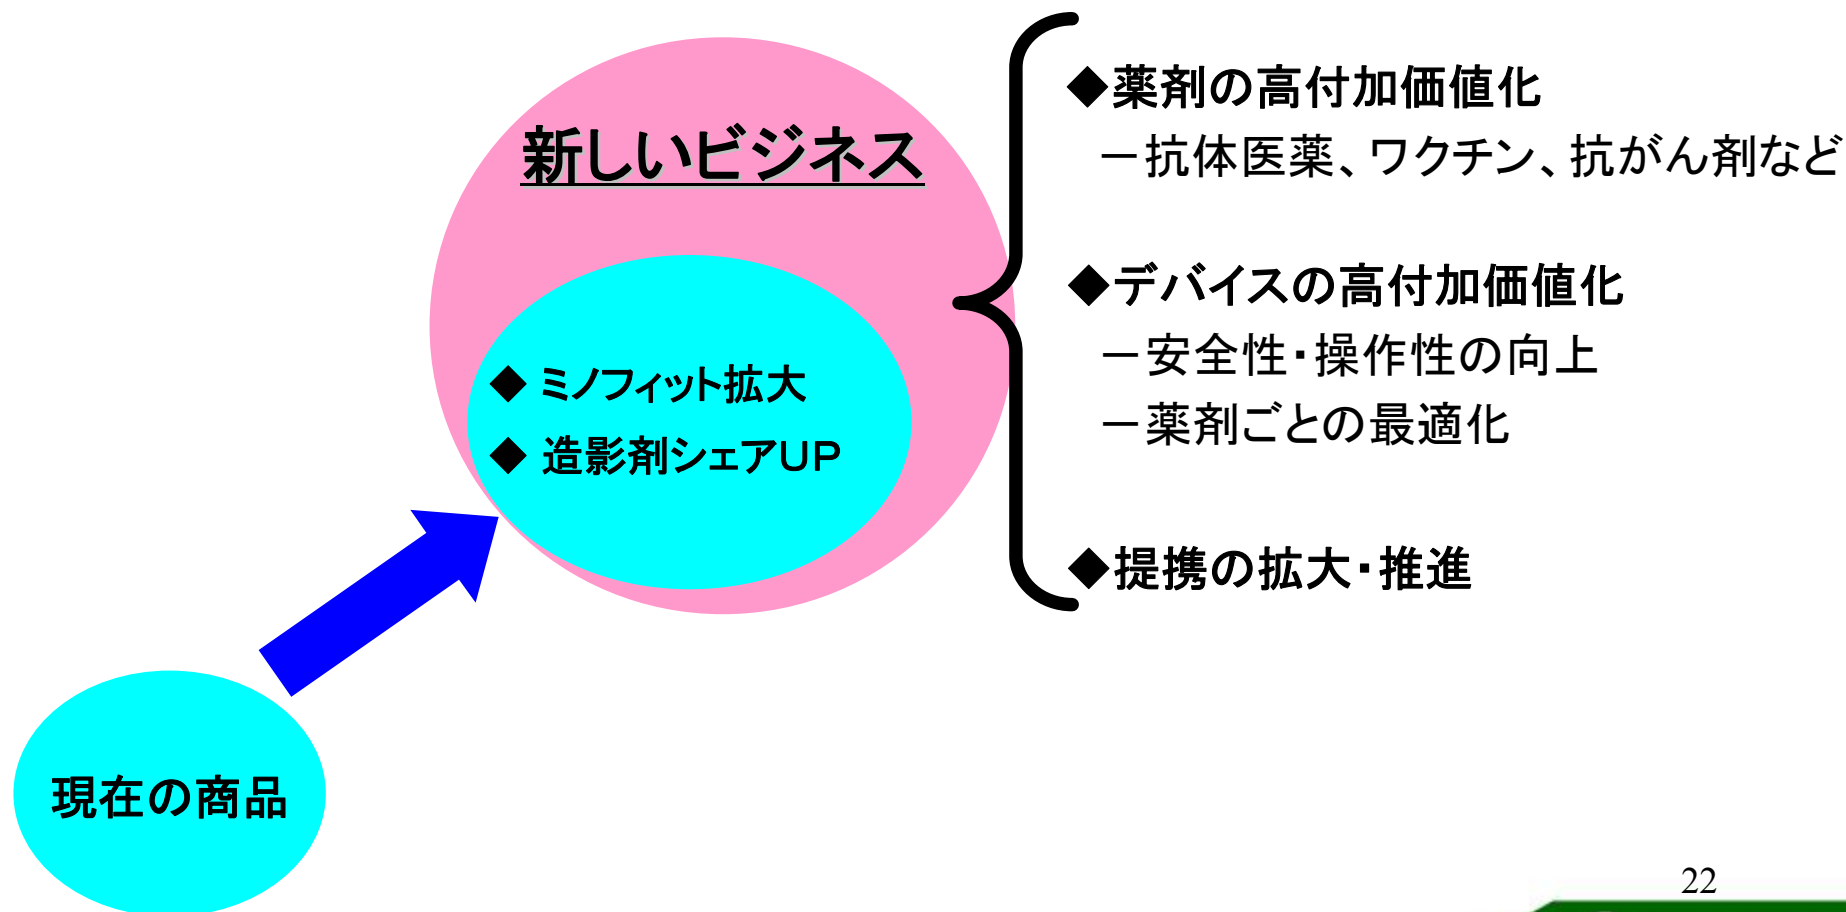 新しいビジネス
◆ ミノフィット拡大
◆ 造影剤シェアUP
現在の商品
◆薬剤の高付加価値化
－抗体医薬、ワクチン、抗がん剤など
◆デバイスの高付加価値化
－安全性・操作性の向上
－薬剤ごとの最適化
◆提携の拡大・推進
22